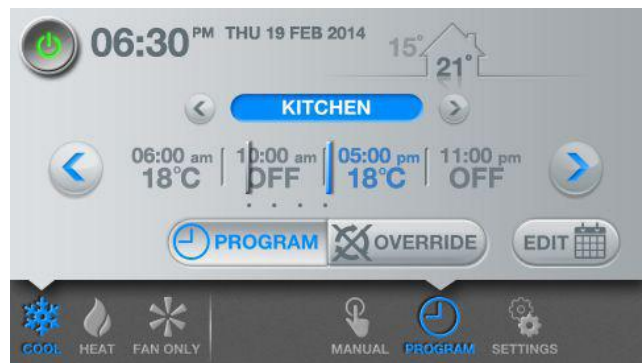 06:30 PM THU 19 FEB 2014
15°
21°
KITCHEN
06:00 am 10:00 am 05:00 pm 11:00 pm
18°C OFF 18°C OFF
PROGRAM OVERRIDE EDIT
COOL HEAT FAN ONLY MANUAL PROGRAM SETTINGS